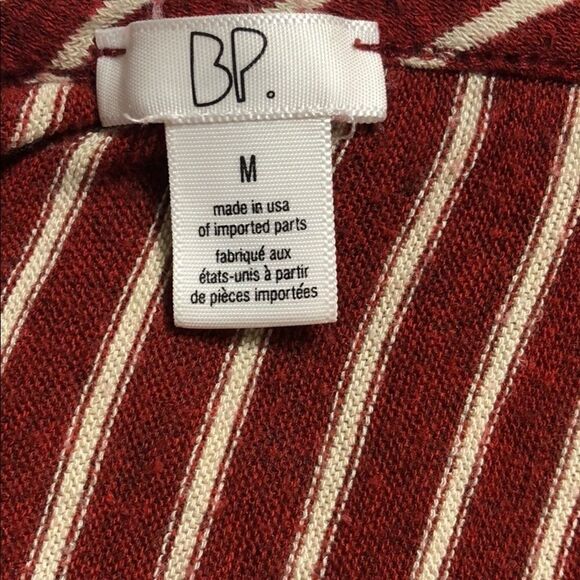 BP.
M
made in usa
of imported parts
fabriqué aux
états-unis à partir
de pièces importées